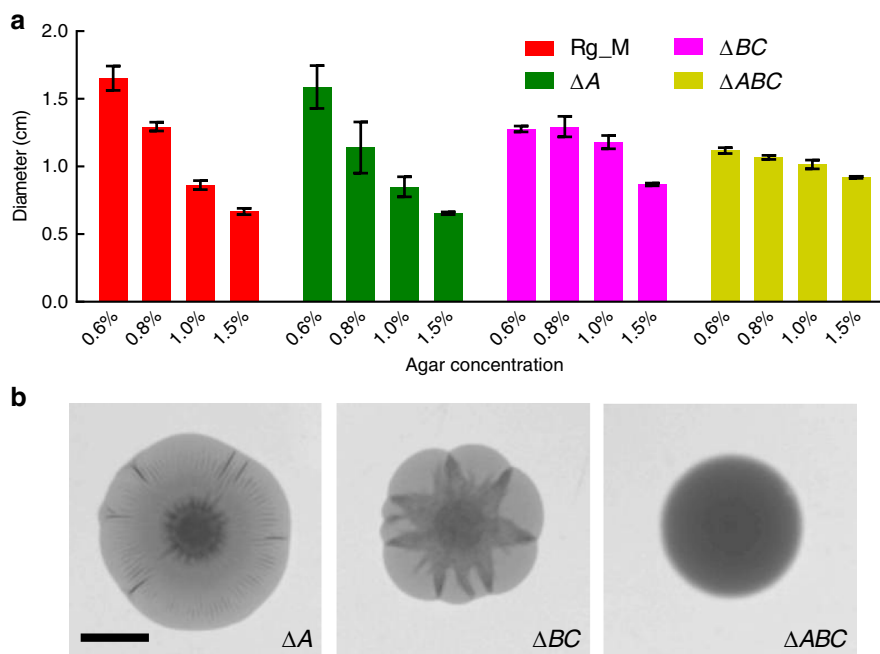 a
2.0
1.5
1.0
0.5
0.0
Diameter (cm)
Rg_M
ΔA
ΔBC
ΔABC
0.6% 0.8% 1.0% 1.5% 0.6% 0.8% 1.0% 1.5% 0.6% 0.8% 1.0% 1.5% 0.6% 0.8% 1.0% 1.5%
Agar concentration
b
ΔA ΔBC ΔABC